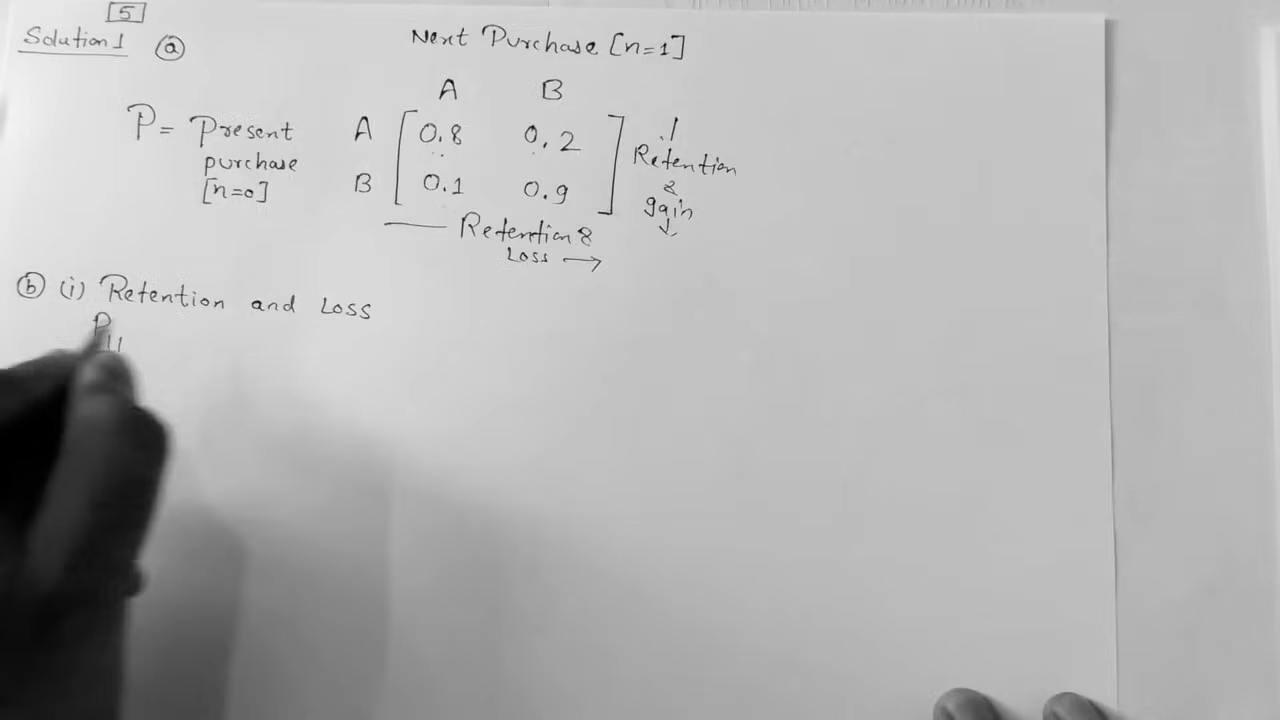 5
Solution 1 (a)
Next Purchase [n=1]
A B
P = Present A [0.8 0.2] Retention
purchase
[n=0] B 0.1 0.9 & gain ↓
Retention &
Loss →
(b) (i) Retention and Loss
P11